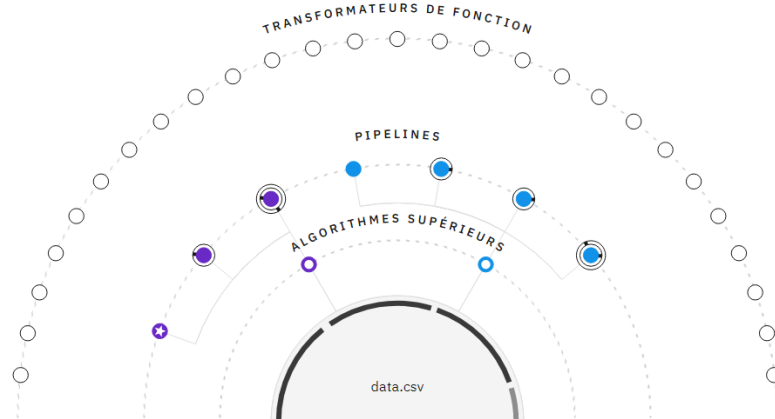 TRANSFORMATEURS DE FONCTION
PIPELINES
ALGORITHMES SUPÉRIEURS
data.csv